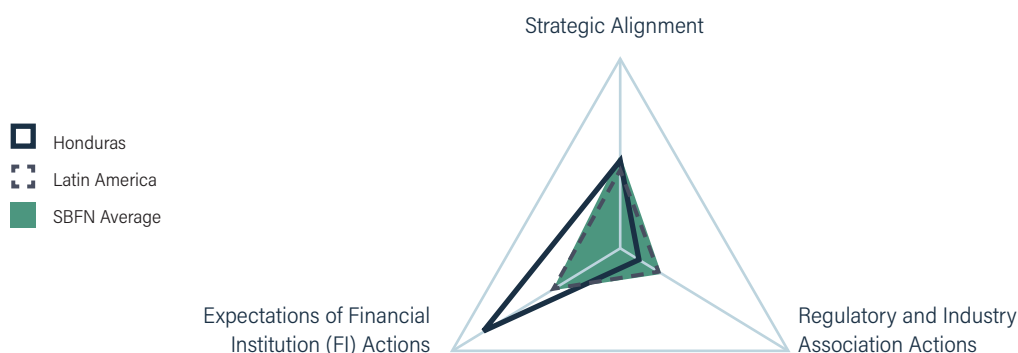 Strategic Alignment
Honduras
Latin America
SBFN Average
Expectations of Financial
Institution (FI) Actions
Regulatory and Industry
Association Actions